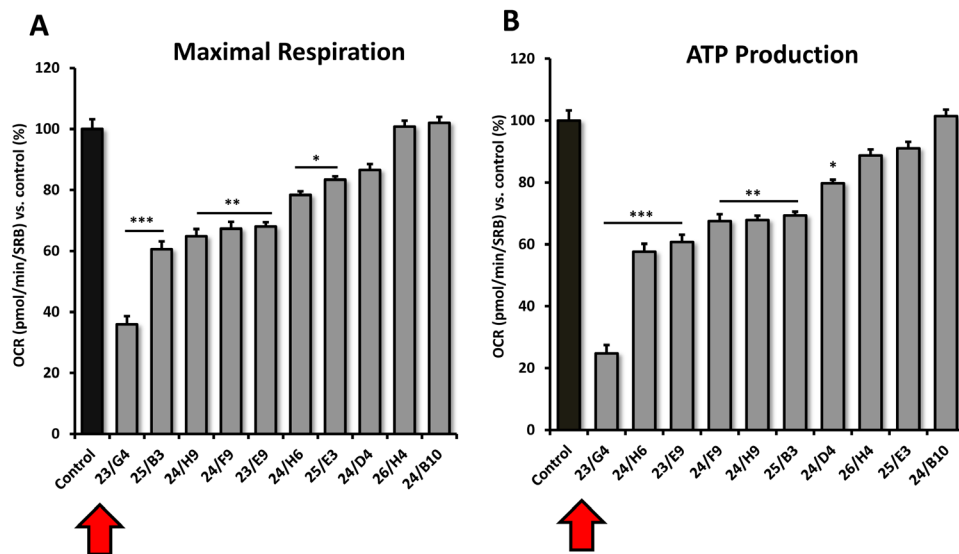 A
Maximal Respiration
OCR (pmol/min/SRB) vs. control (%)
120
100
80
60
40
20
0
***
**
*
Control
23/G4
25/B3
24/H9
24/F9
23/E9
24/H6
25/E3
24/D4
26/H4
24/B10
B
ATP Production
OCR (pmol/min/SRB) vs. control (%)
120
100
80
60
40
20
0
***
**
*
Control
23/G4
24/H6
23/E9
24/F9
24/H9
25/B3
24/D4
26/H4
25/E3
24/B10